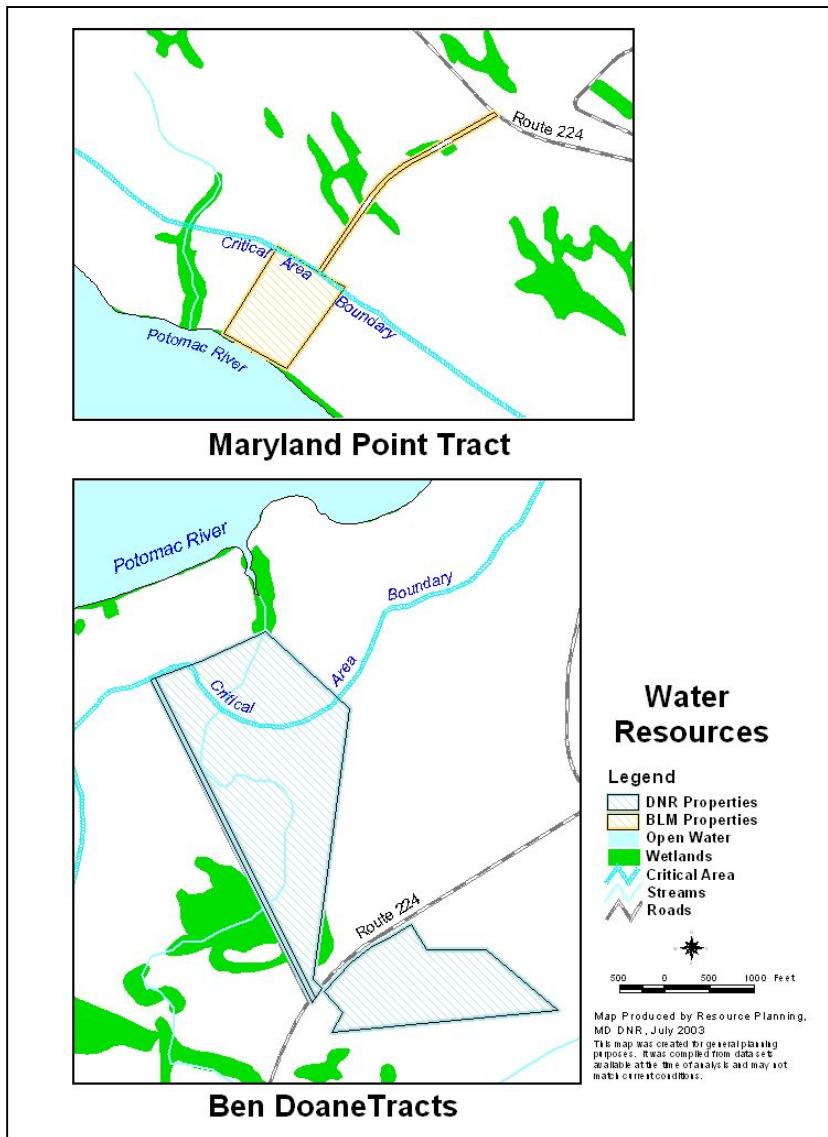 Route 224
Critical Area Boundary
Potomac River
Maryland Point Tract
Potomac River
Boundary
Area
Critical
Route 224
Ben DoaneTracts
Water
Resources
Legend
DNR Properties
BLM Properties
Open Water
Wetlands
Critical Area
Streams
Roads
500 0 500 1000 Feet
Map Produced by Resource Planning,
MD DNR, July 2003
This map was created for general planning
purposes. It was compiled from data sets
available at the time of analysis and may not
match current conditions.